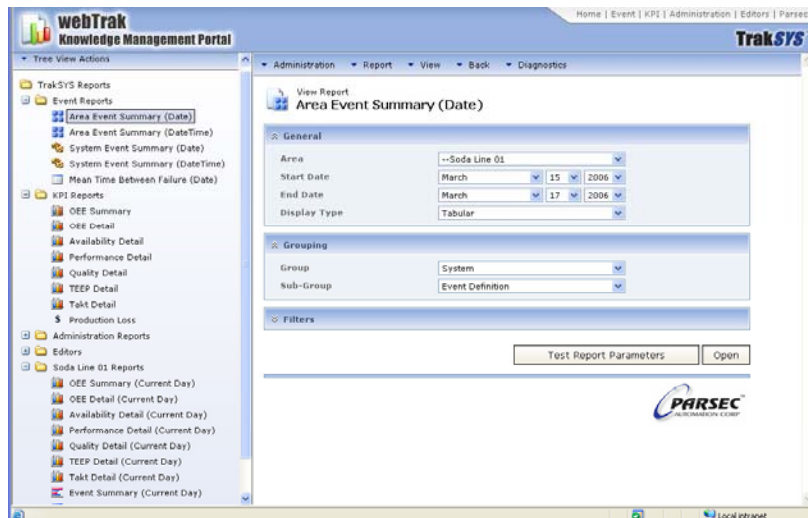 webTrak
Knowledge Management Portal
Home | Event | KPI | Administration | Editors | Parsec
TrakSYS
Tree View Actions
TrakSYS Reports
Event Reports
Area Event Summary (Date)
Area Event Summary (DateTime)
System Event Summary (Date)
System Event Summary (DateTime)
Mean Time Between Failure (Date)
KPI Reports
OEE Summary
OEE Detail
Availability Detail
Performance Detail
Quality Detail
TEEP Detail
Takt Detail
$ Production Loss
Administration Reports
Editors
Soda Line 01 Reports
OEE Summary (Current Day)
OEE Detail (Current Day)
Availability Detail (Current Day)
Performance Detail (Current Day)
Quality Detail (Current Day)
TEEP Detail (Current Day)
Takt Detail (Current Day)
Event Summary (Current Day)
Administration Report View Back Diagnostics
View Report
Area Event Summary (Date)
General
Area --Soda Line 01
Start Date March 15 2006
End Date March 17 2006
Display Type Tabular
Grouping
Group System
Sub-Group Event Definition
Filters
Test Report Parameters Open
PARSEC
AUTOMATION CORP
Local intranet